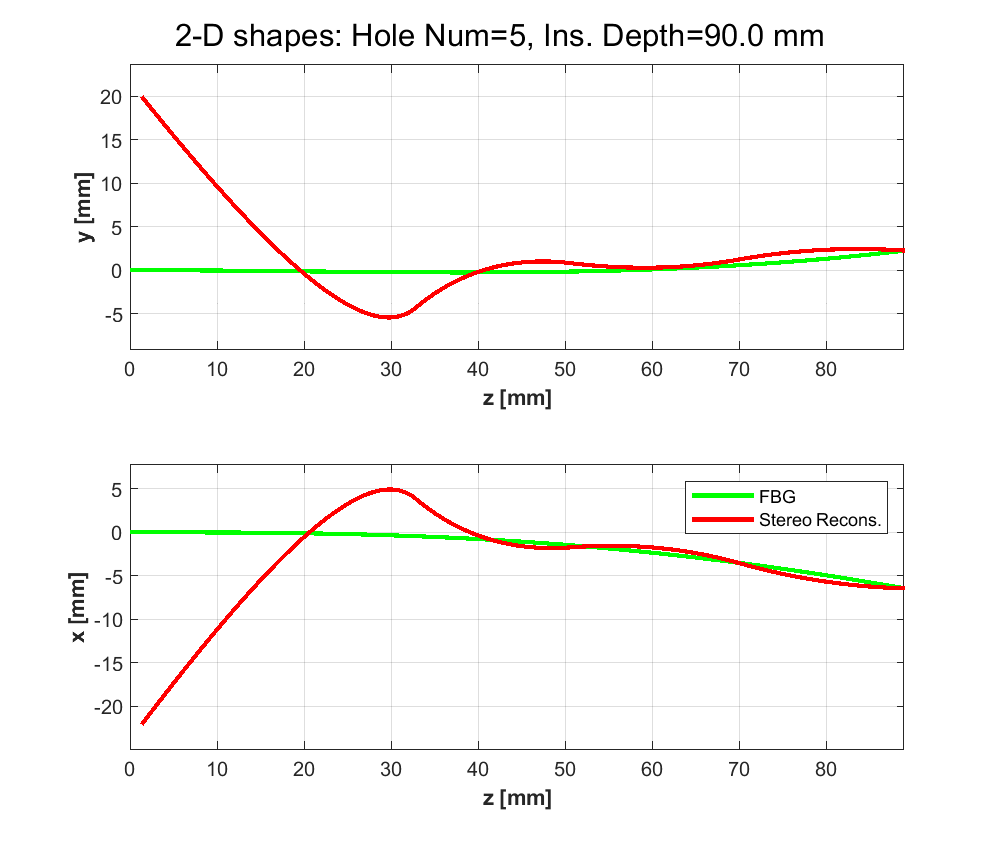 2-D shapes: Hole Num=5, Ins. Depth=90.0 mm
20
15
10
5
0
-5
y [mm]
0 10 20 30 40 50 60 70 80
z [mm]
5
0
-5
-10
-15
-20
x [mm]
FBG
Stereo Recons.
0 10 20 30 40 50 60 70 80
z [mm]